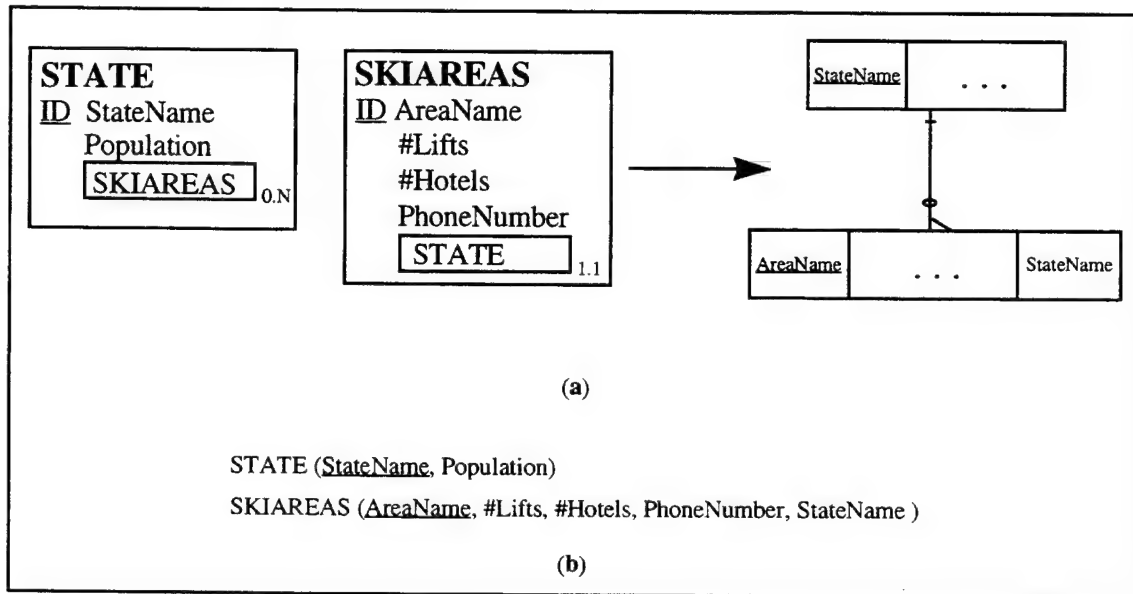 STATE
ID StateName
Population
SKIAREAS 0.N
SKIAREAS
ID AreaName
#Lifts
#Hotels
PhoneNumber
STATE 1.1
StateName . . .
AreaName . . . StateName
(a)
STATE (StateName, Population)
SKIAREAS (AreaName, #Lifts, #Hotels, PhoneNumber, StateName )
(b)